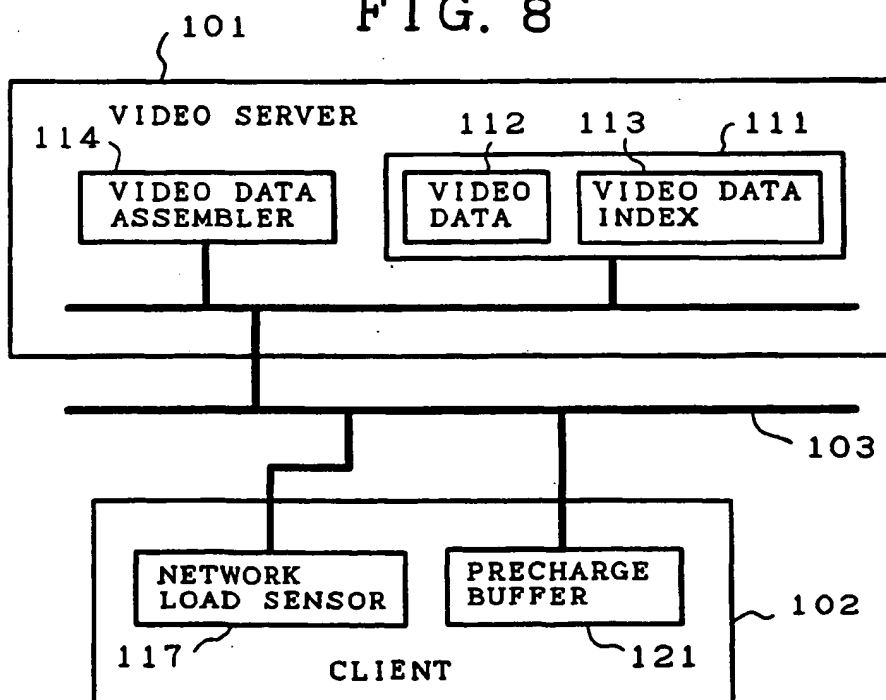 FIG. 8
101
VIDEO SERVER
114
112
113
111
VIDEO DATA
ASSEMBLER
VIDEO
DATA
VIDEO DATA
INDEX
103
NETWORK
LOAD SENSOR
PRECHARGE
BUFFER
102
117
121
CLIENT